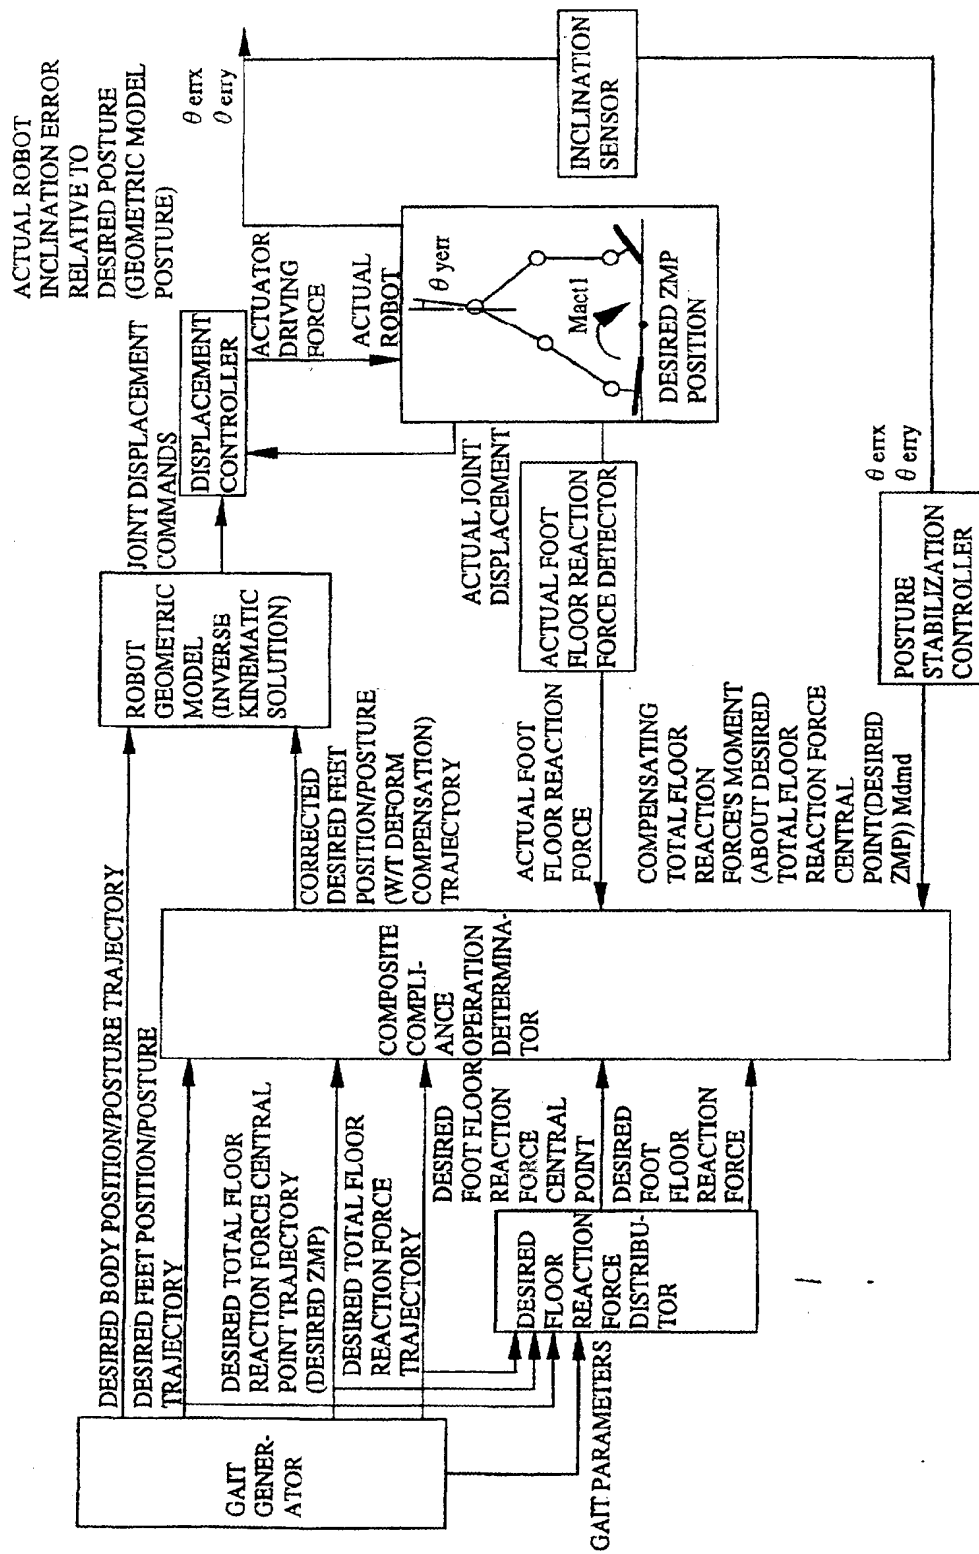 ACTUAL ROBOT
INCLINATION ERROR
RELATIVE TO
DESIRED POSTURE
(GEOMETRIC MODEL
POSTURE)
θ errx
θ erry
JOINT DISPLACEMENT
COMMANDS
DISPLACEMENT
CONTROLLER
ACTUATOR
DRIVING
FORCE
ACTUAL
ROBOT
θ yerr
Mact1
DESIRED ZMP
POSITION
INCLINATION
SENSOR
ROBOT
GEOMETRIC
MODEL
(INVERSE
KINEMATIC
SOLUTION)
ACTUAL JOINT
DISPLACEMENT
ACTUAL FOOT
FLOOR REACTION
FORCE DETECTOR
θ errx
θ erry
POSTURE
STABILIZATION
CONTROLLER
DESIRED BODY POSITION/POSTURE TRAJECTORY
DESIRED FEET POSITION/POSTURE
TRAJECTORY
CORRECTED
DESIRED FEET
POSITION/POSTURE
(W/T DEFORM
COMPENSATION)
TRAJECTORY
ACTUAL FOOT
FLOOR REACTION
FORCE
COMPENSATING
TOTAL FLOOR
REACTION
FORCE'S MOMENT
(ABOUT DESIRED
TOTAL FLOOR
REACTION FORCE
CENTRAL
POINT(DESIRED
ZMP)) Mdmd
COMPOSITE
COMPLI-
ANCE
OPERATION
DETERMINA-
TOR
DESIRED TOTAL FLOOR
REACTION FORCE CENTRAL
POINT TRAJECTORY
(DESIRED ZMP)
DESIRED TOTAL FLOOR
REACTION FORCE
TRAJECTORY
DESIRED
FOOT FLOOR
REACTION
FORCE
CENTRAL
POINT
DESIRED
FOOT
FLOOR
REACTION
FORCE
DESIRED
FLOOR
REACTION
FORCE
DISTRIBU-
TOR
GAIT
GENER-
ATOR
GAIT PARAMETERS